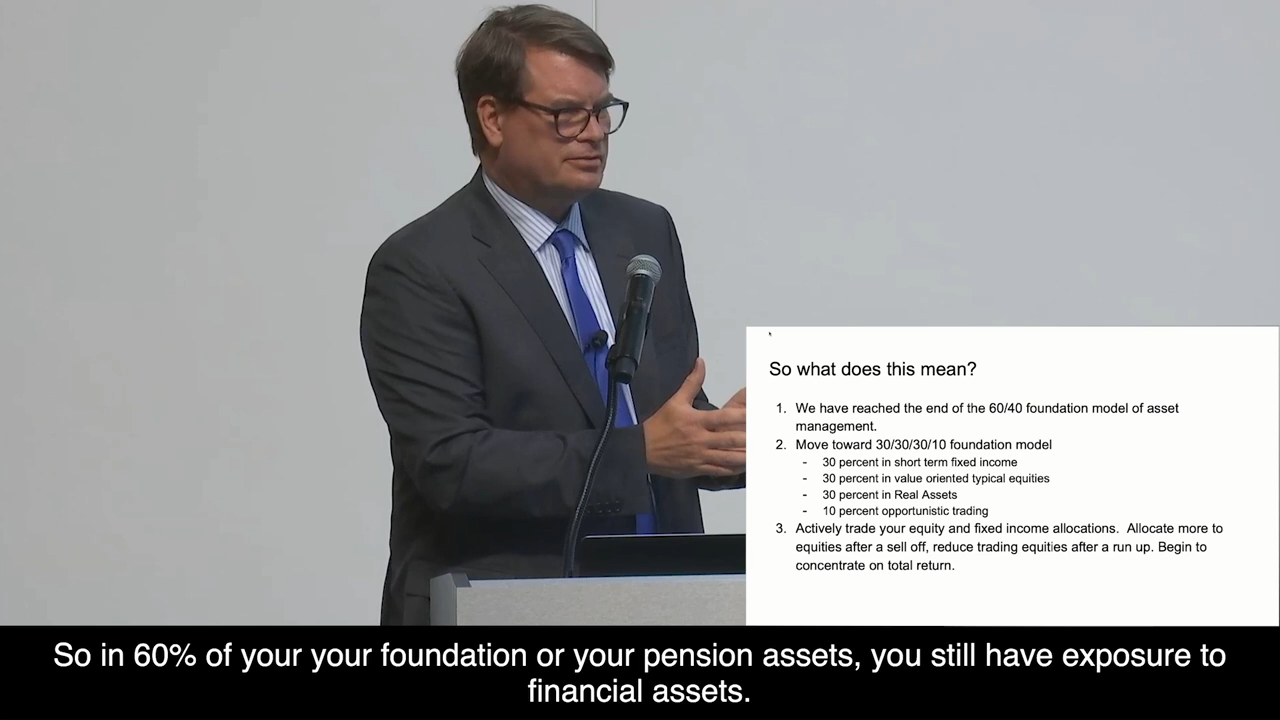 So what does this mean?
1. We have reached the end of the 60/40 foundation model of asset
management.
2. Move toward 30/30/30/10 foundation model
- 30 percent in short term fixed income
- 30 percent in value oriented typical equities
- 30 percent in Real Assets
- 10 percent opportunistic trading
3. Actively trade your equity and fixed income allocations. Allocate more to
equities after a sell off, reduce trading equities after a run up. Begin to
concentrate on total return.
So in 60% of your your foundation or your pension assets, you still have exposure to
financial assets.